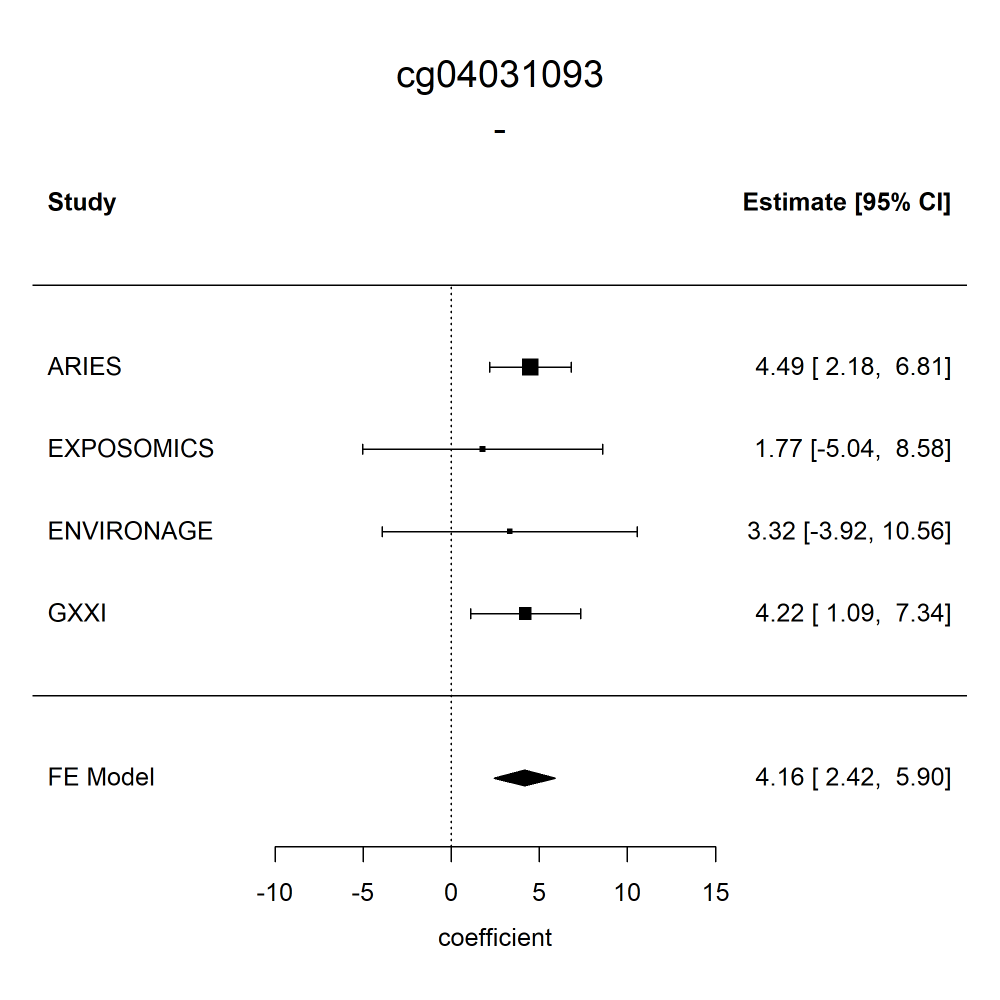 cg04031093
-
Study Estimate [95% CI]
ARIES 4.49 [ 2.18, 6.81]
EXPOSOMICS 1.77 [-5.04, 8.58]
ENVIRONAGE 3.32 [-3.92, 10.56]
GXXI 4.22 [ 1.09, 7.34]
FE Model 4.16 [ 2.42, 5.90]
-10 -5 0 5 10 15
coefficient